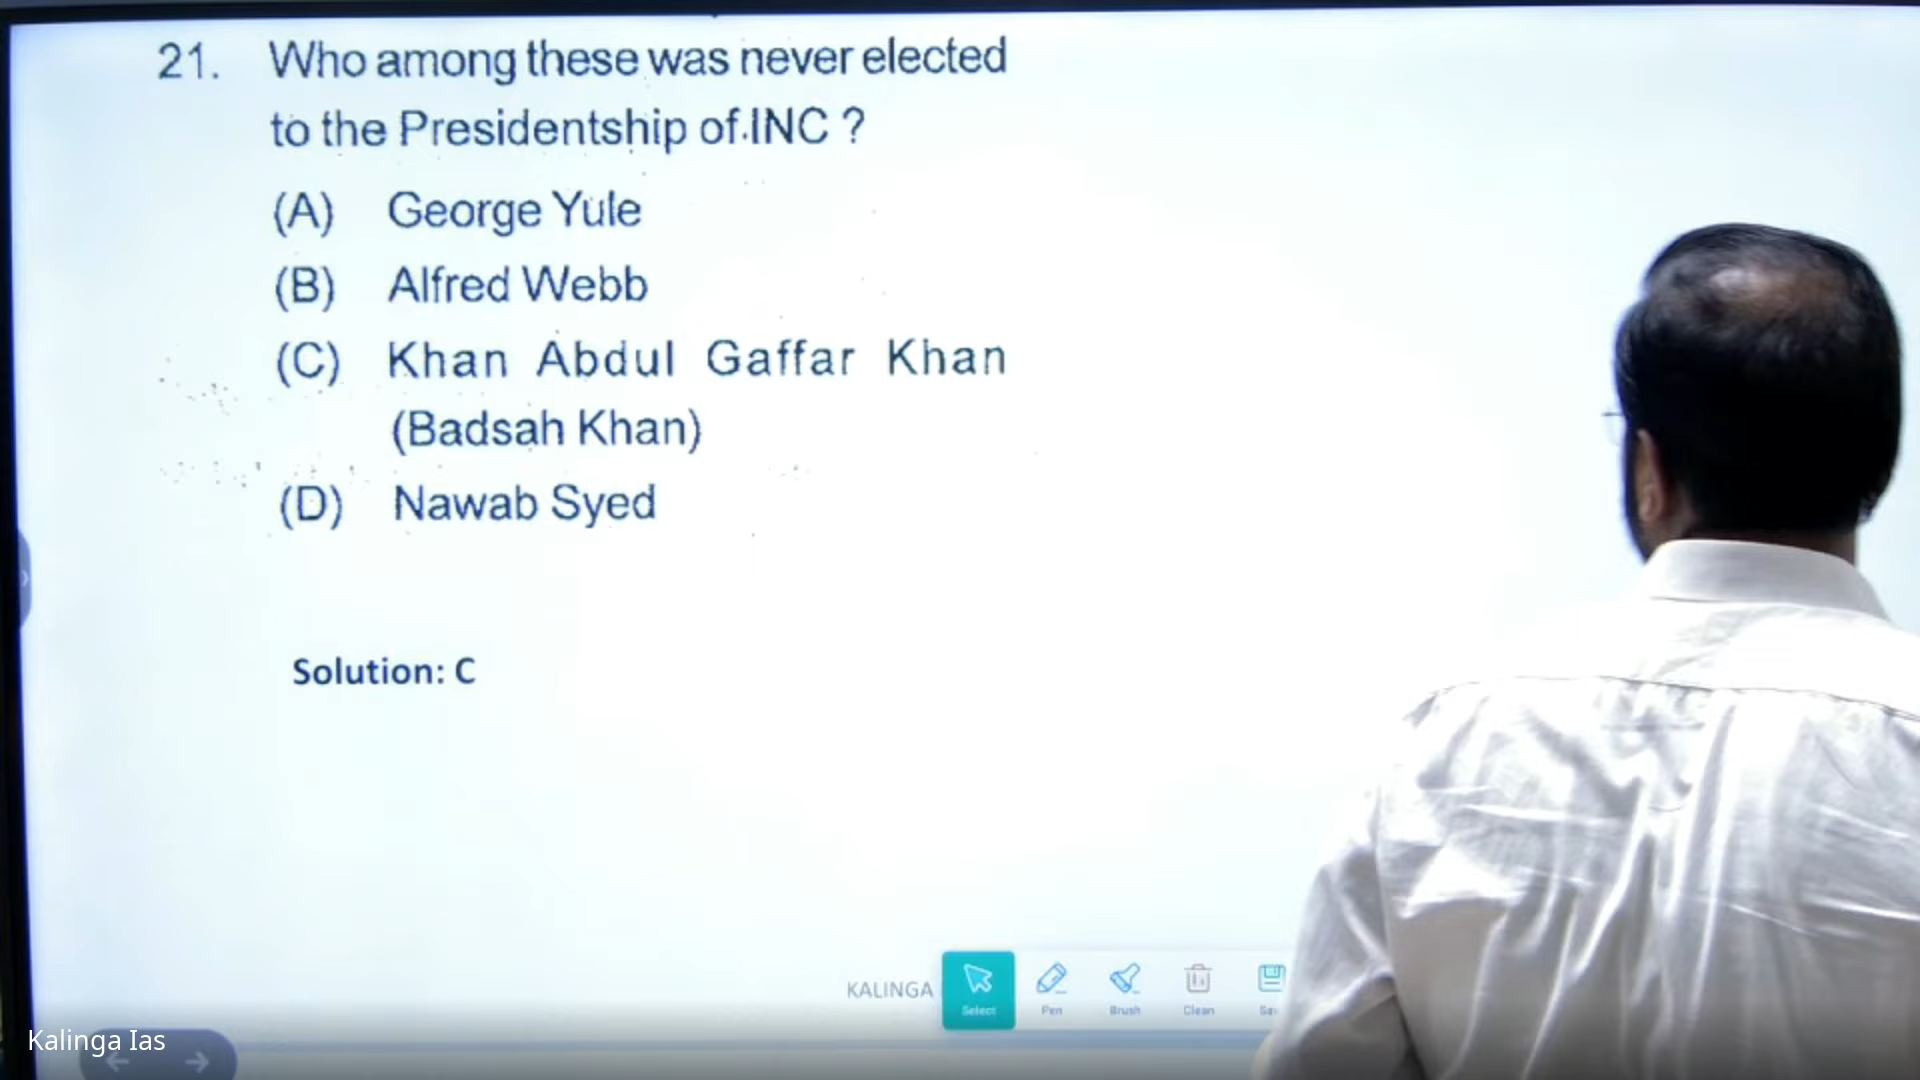 21. Who among these was never elected
to the Presidentship of INC ?
(A) George Yule
(B) Alfred Webb
(C) Khan Abdul Gaffar Khan
(Badsah Khan)
(D) Nawab Syed
Solution: C
KALINGA
Select Pen Brush Clean
Kalinga Ias